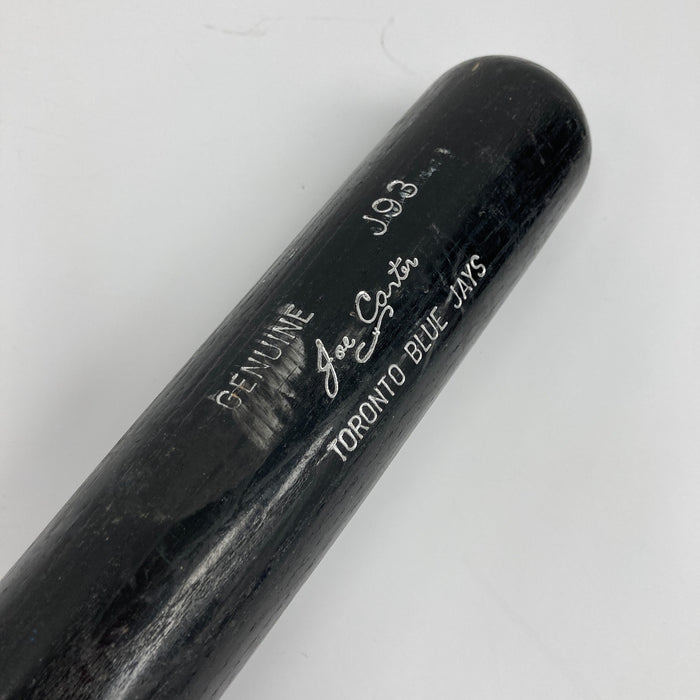 J93
GENUINE
Joe Carter
TORONTO BLUE JAYS